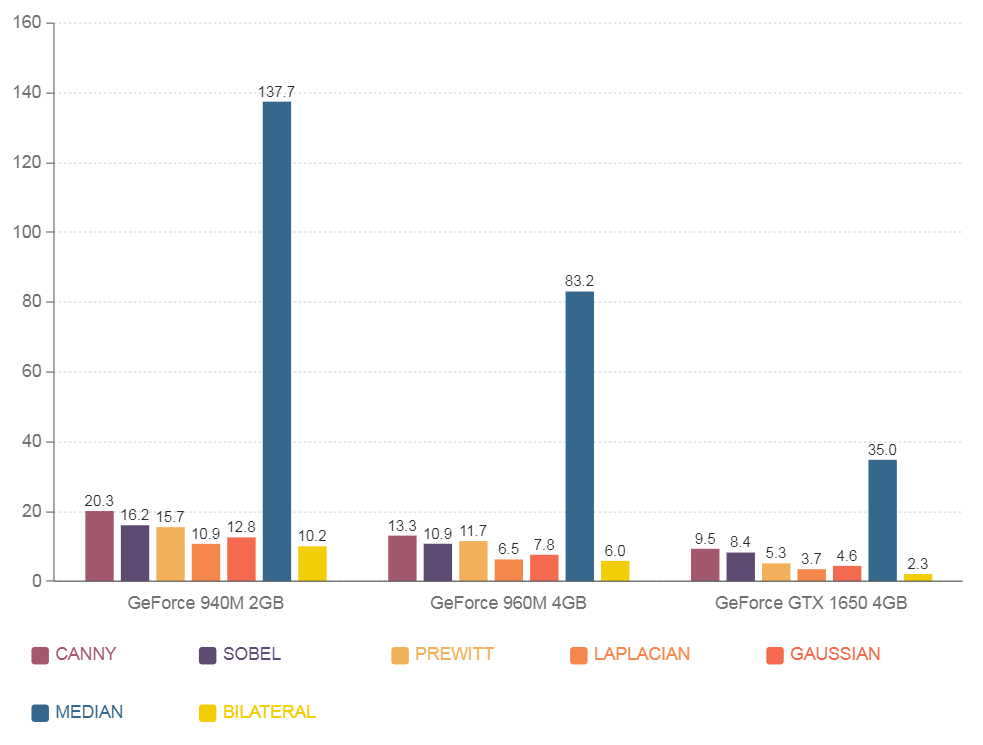 160
140
120
100
80
60
40
20
0
20.3 16.2 15.7 10.9 12.8 137.7 10.2
13.3 10.9 11.7 6.5 7.8 83.2 6.0
9.5 8.4 5.3 3.7 4.6 35.0 2.3
GeForce 940M 2GB GeForce 960M 4GB GeForce GTX 1650 4GB
CANNY SOBEL PREWITT LAPLACIAN GAUSSIAN
MEDIAN BILATERAL